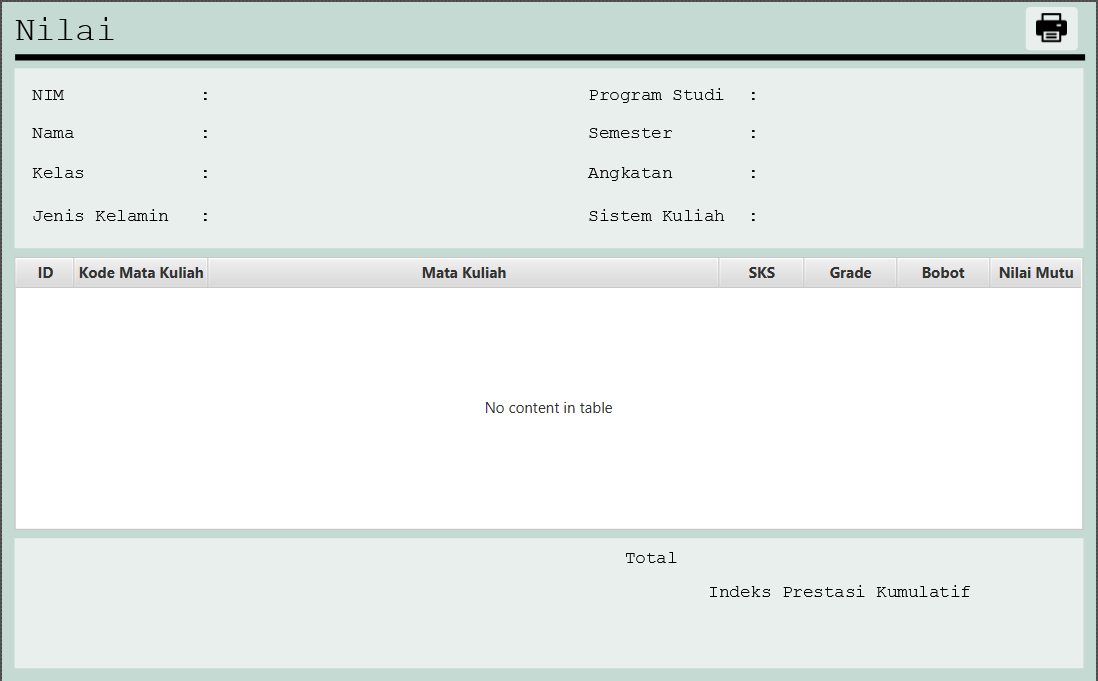 Nilai
NIM : Program Studi :
Nama : Semester :
Kelas : Angkatan :
Jenis Kelamin : Sistem Kuliah :
ID Kode Mata Kuliah Mata Kuliah SKS Grade Bobot Nilai Mutu
No content in table
Total
Indeks Prestasi Kumulatif